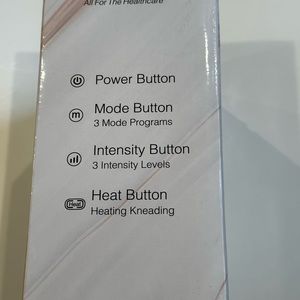 All For The Healthcare
Power Button
m Mode Button
3 Mode Programs
Intensity Button
3 Intensity Levels
Heat Heat Button
Heating Kneading